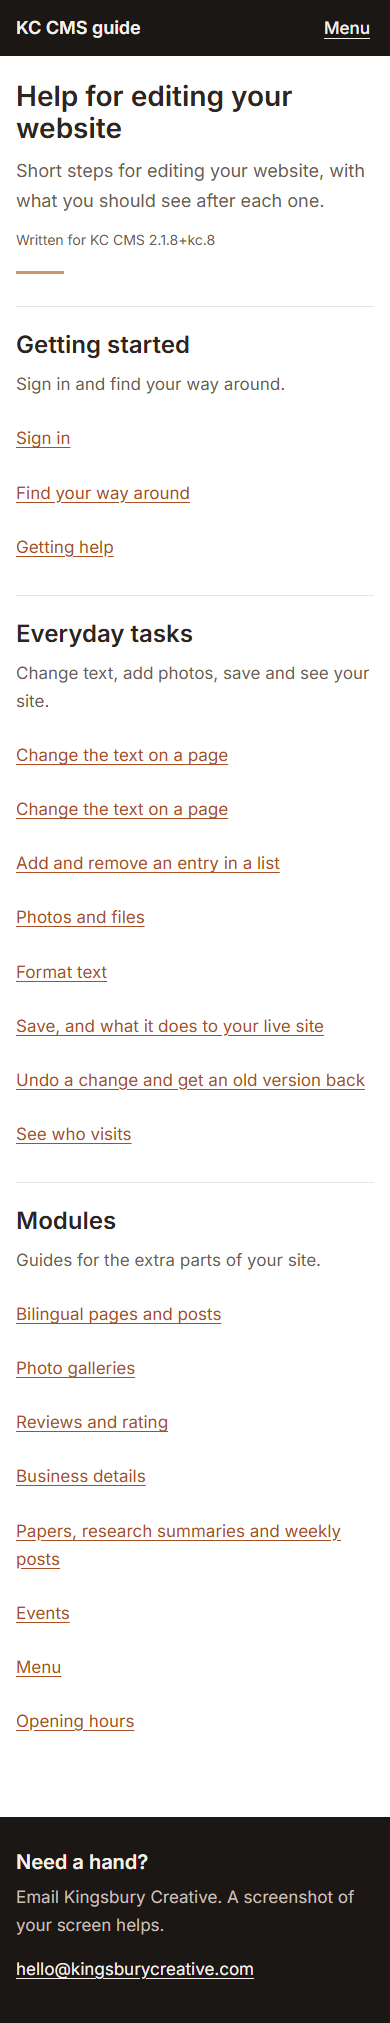 KC CMS guide
Menu
Help for editing your
website
Short steps for editing your website, with
what you should see after each one.
Written for KC CMS 2.1.8+kc.8
Getting started
Sign in and find your way around.
Sign in
Find your way around
Getting help
Everyday tasks
Change text, add photos, save and see your
site.
Change the text on a page
Change the text on a page
Add and remove an entry in a list
Photos and files
Format text
Save, and what it does to your live site
Undo a change and get an old version back
See who visits
Modules
Guides for the extra parts of your site.
Bilingual pages and posts
Photo galleries
Reviews and rating
Business details
Papers, research summaries and weekly
posts
Events
Menu
Opening hours
Need a hand?
Email Kingsbury Creative. A screenshot of
your screen helps.
hello@kingsburycreative.com